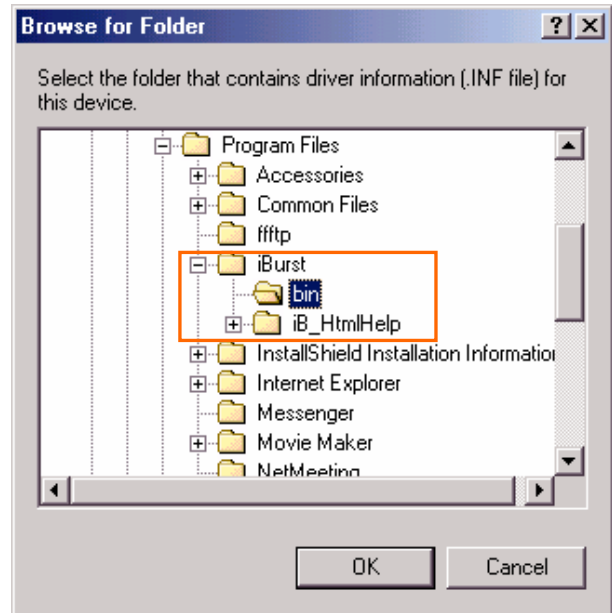 Browse for Folder
Select the folder that contains driver information (.INF file) for
this device.
Program Files
Accessories
Common Files
ffftp
iBurst
bin
iB_HtmlHelp
InstallShield Installation Information
Internet Explorer
Messenger
Movie Maker
NetMeeting
OK Cancel